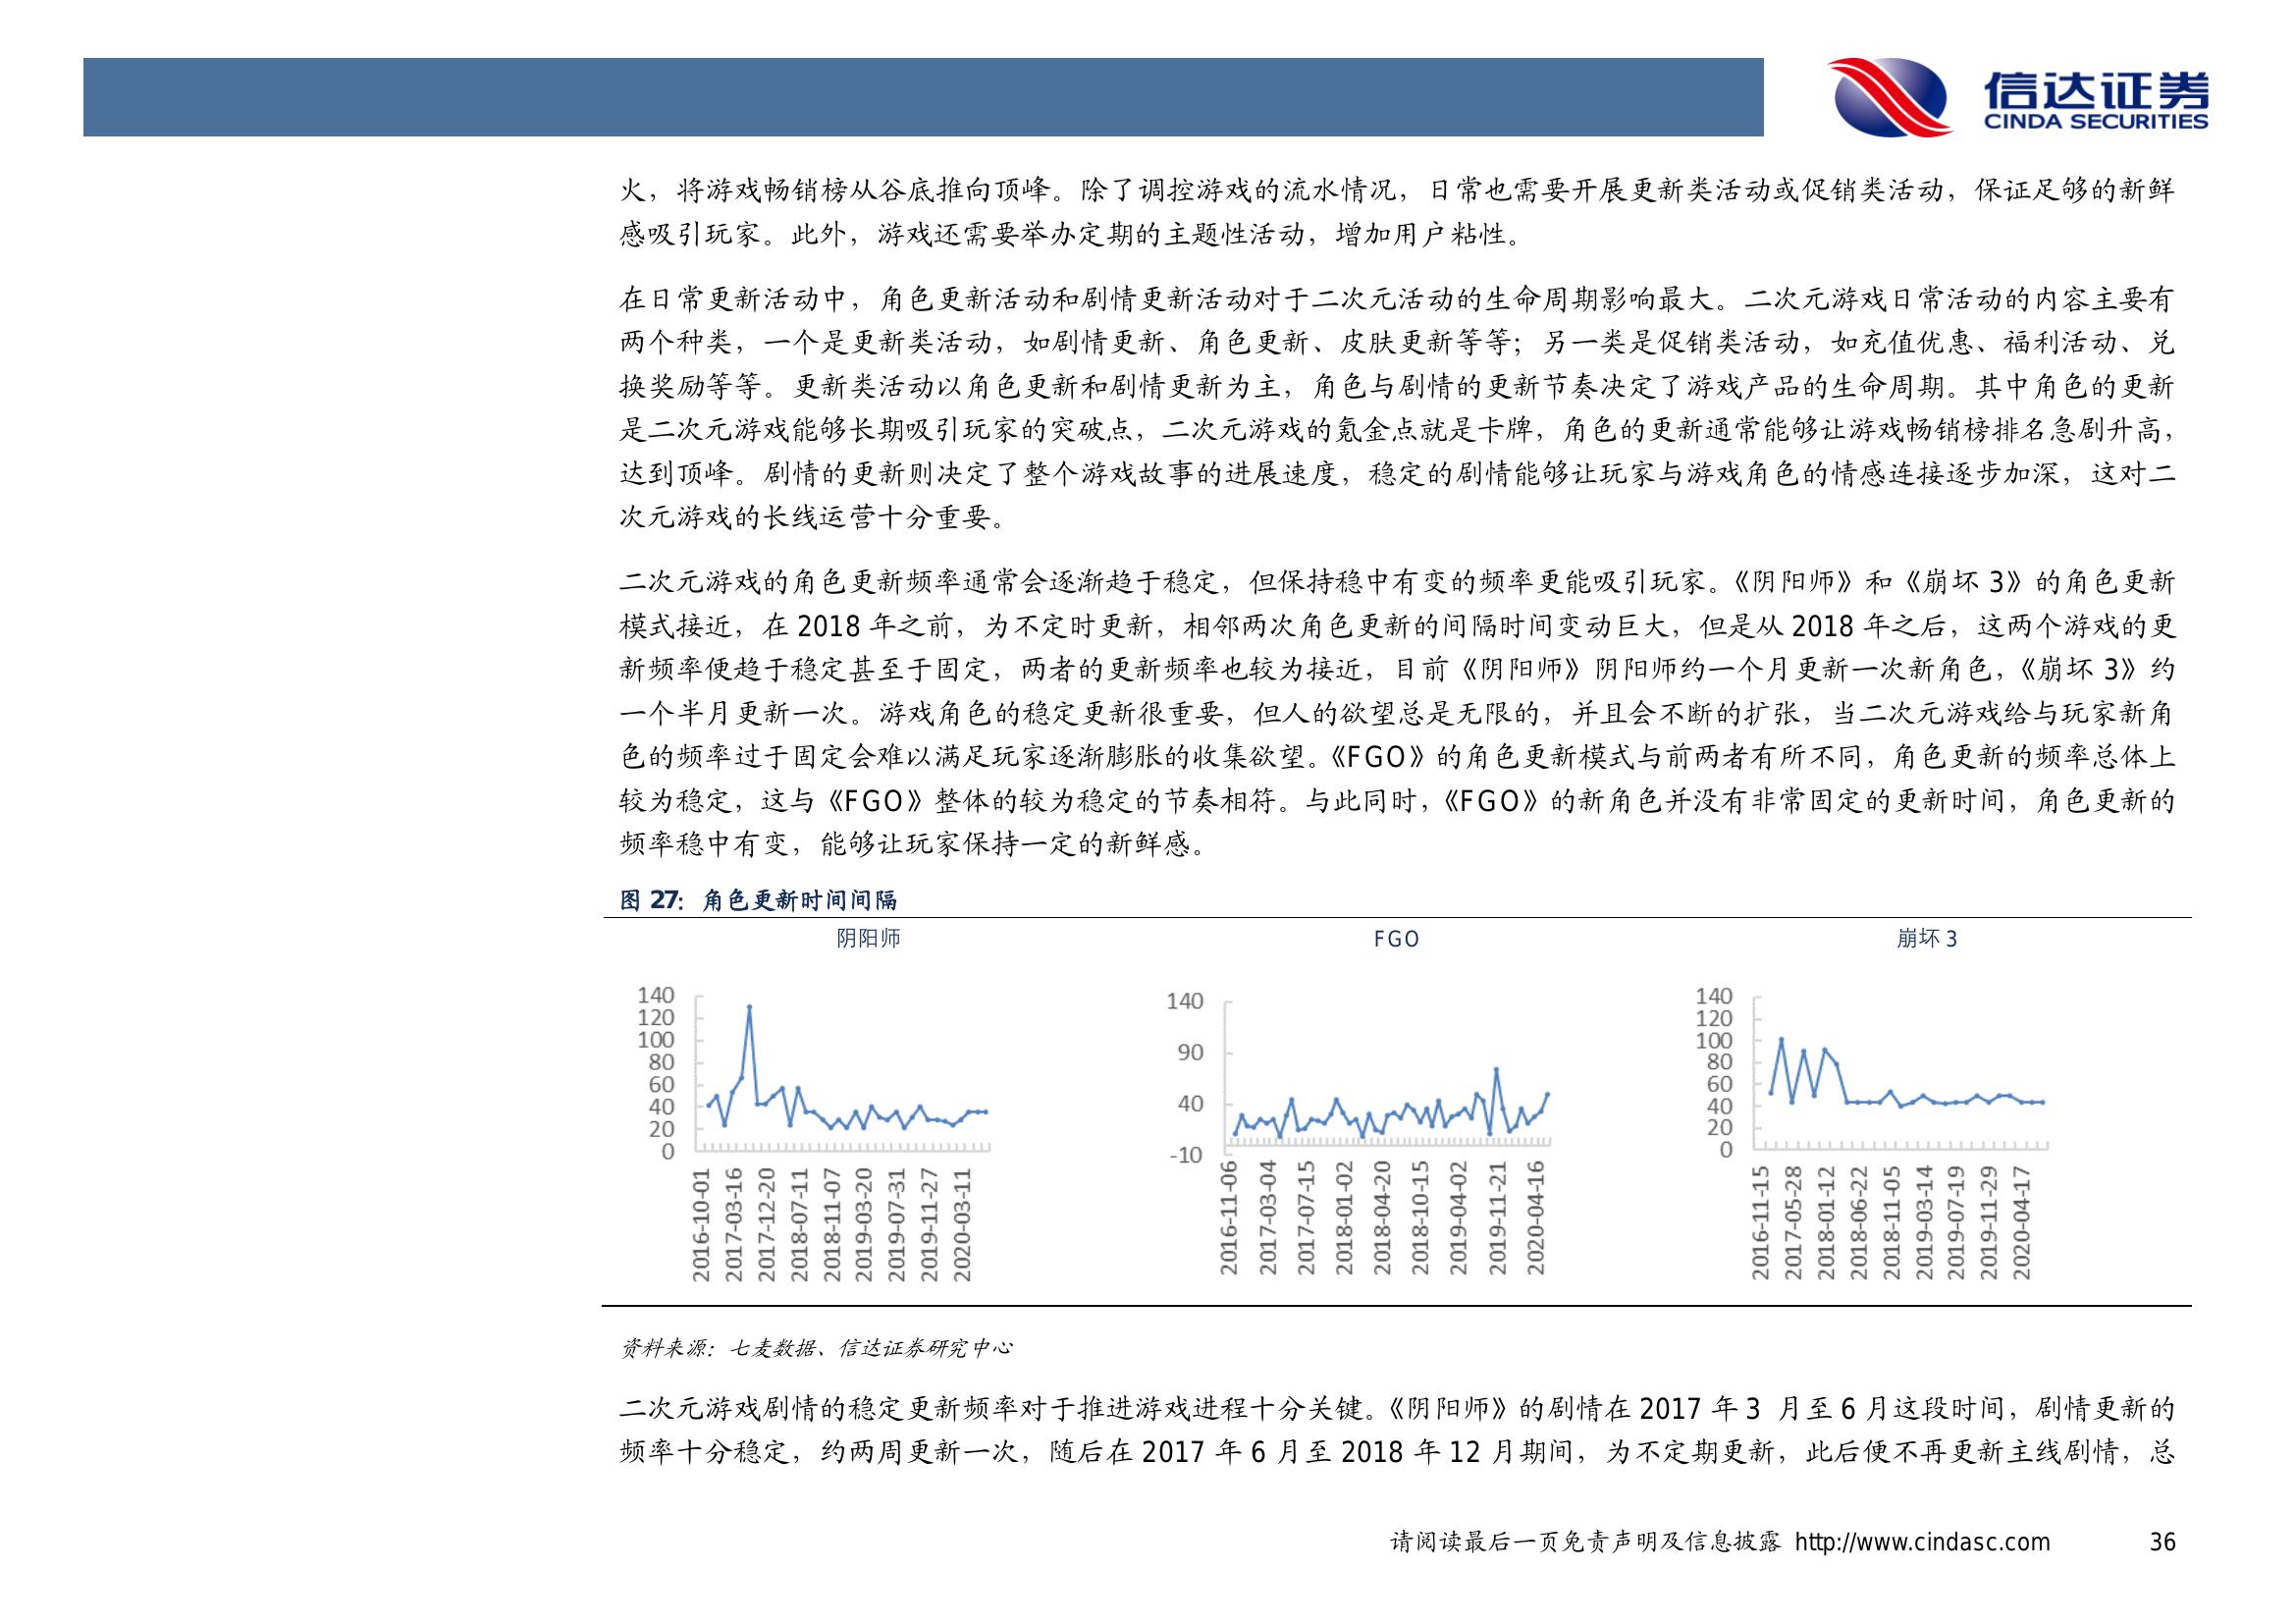 信达证券
CINDA SECURITIES
火，将游戏畅销榜从谷底推向顶峰。除了调控游戏的流水情况，日常也需要开展更新类活动或促销类活动，保证足够的新鲜
感吸引玩家。此外，游戏还需要举办定期的主题性活动，增加用户粘性。
在日常更新活动中，角色更新活动和剧情更新活动对于二次元活动的生命周期影响最大。二次元游戏日常活动的内容主要有
两个种类，一个是更新类活动，如剧情更新、角色更新、皮肤更新等等；另一类是促销类活动，如充值优惠、福利活动、兑
换奖励等等。更新类活动以角色更新和剧情更新为主，角色与剧情的更新节奏决定了游戏产品的生命周期。其中角色的更新
是二次元游戏能够长期吸引玩家的突破点，二次元游戏的氪金点就是卡牌，角色的更新通常能够让游戏畅销榜排名急剧升高，
达到顶峰。剧情的更新则决定了整个游戏故事的进展速度，稳定的剧情能够让玩家与游戏角色的情感连接逐步加深，这对二
次元游戏的长线运营十分重要。
二次元游戏的角色更新频率通常会逐渐趋于稳定，但保持稳中有变的频率更能吸引玩家。《阴阳师》和《崩坏 3》的角色更新
模式接近，在 2018 年之前，为不定时更新，相邻两次角色更新的间隔时间变动巨大，但是从 2018 年之后，这两个游戏的更
新频率便趋于稳定甚至于固定，两者的更新频率也较为接近，目前《阴阳师》阴阳师约一个月更新一次新角色，《崩坏 3》约
一个半月更新一次。游戏角色的稳定更新很重要，但人的欲望总是无限的，并且会不断的扩张，当二次元游戏给与玩家新角
色的频率过于固定会难以满足玩家逐渐膨胀的收集欲望。《FGO》的角色更新模式与前两者有所不同，角色更新的频率总体上
较为稳定，这与《FGO》整体的较为稳定的节奏相符。与此同时，《FGO》的新角色并没有非常固定的更新时间，角色更新的
频率稳中有变，能够让玩家保持一定的新鲜感。
图 27：角色更新时间间隔
阴阳师
140
120
100
80
60
40
20
0
2016-10-01
2017-03-16
2017-12-20
2018-07-11
2018-11-07
2019-03-20
2019-07-31
2019-11-27
2020-03-11
FGO
140
90
40
-10
2016-11-06
2017-03-04
2017-07-15
2018-01-02
2018-04-20
2018-10-15
2019-04-02
2019-11-21
2020-04-16
崩坏 3
140
120
100
80
60
40
20
0
2016-11-15
2017-05-28
2018-01-12
2018-06-22
2018-11-05
2019-03-14
2019-07-19
2019-11-29
2020-04-17
资料来源：七麦数据、信达证券研究中心
二次元游戏剧情的稳定更新频率对于推进游戏进程十分关键。《阴阳师》的剧情在 2017 年 3 月至 6 月这段时间，剧情更新的
频率十分稳定，约两周更新一次，随后在 2017 年 6 月至 2018 年 12 月期间，为不定期更新，此后便不再更新主线剧情，总
请阅读最后一页免责声明及信息披露 http://www.cindasc.com 36